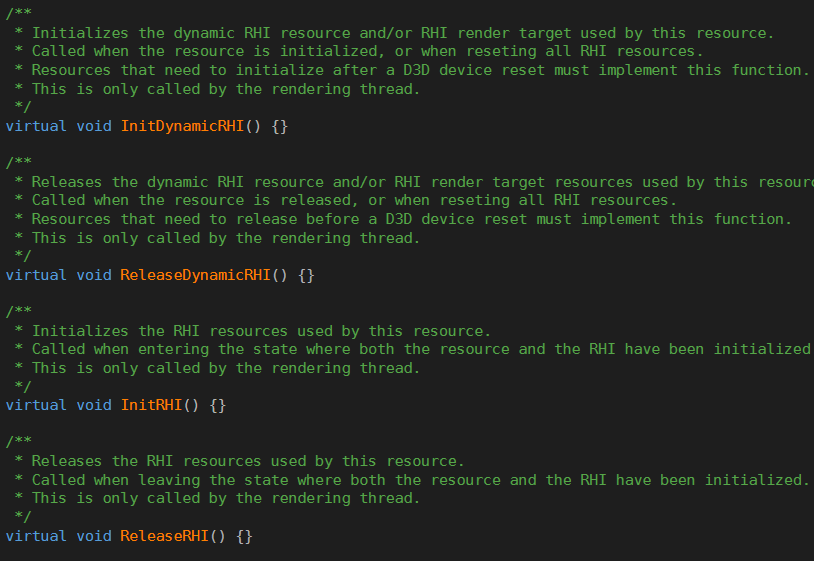 /**
 * Initializes the dynamic RHI resource and/or RHI render target used by this resource.
 * Called when the resource is initialized, or when reseting all RHI resources.
 * Resources that need to initialize after a D3D device reset must implement this function.
 * This is only called by the rendering thread.
 */
virtual void InitDynamicRHI() {}
/**
 * Releases the dynamic RHI resource and/or RHI render target resources used by this resour
 * Called when the resource is released, or when reseting all RHI resources.
 * Resources that need to release before a D3D device reset must implement this function.
 * This is only called by the rendering thread.
 */
virtual void ReleaseDynamicRHI() {}
/**
 * Initializes the RHI resources used by this resource.
 * Called when entering the state where both the resource and the RHI have been initialized
 * This is only called by the rendering thread.
 */
virtual void InitRHI() {}
/**
 * Releases the RHI resources used by this resource.
 * Called when leaving the state where both the resource and the RHI have been initialized.
 * This is only called by the rendering thread.
 */
virtual void ReleaseRHI() {}